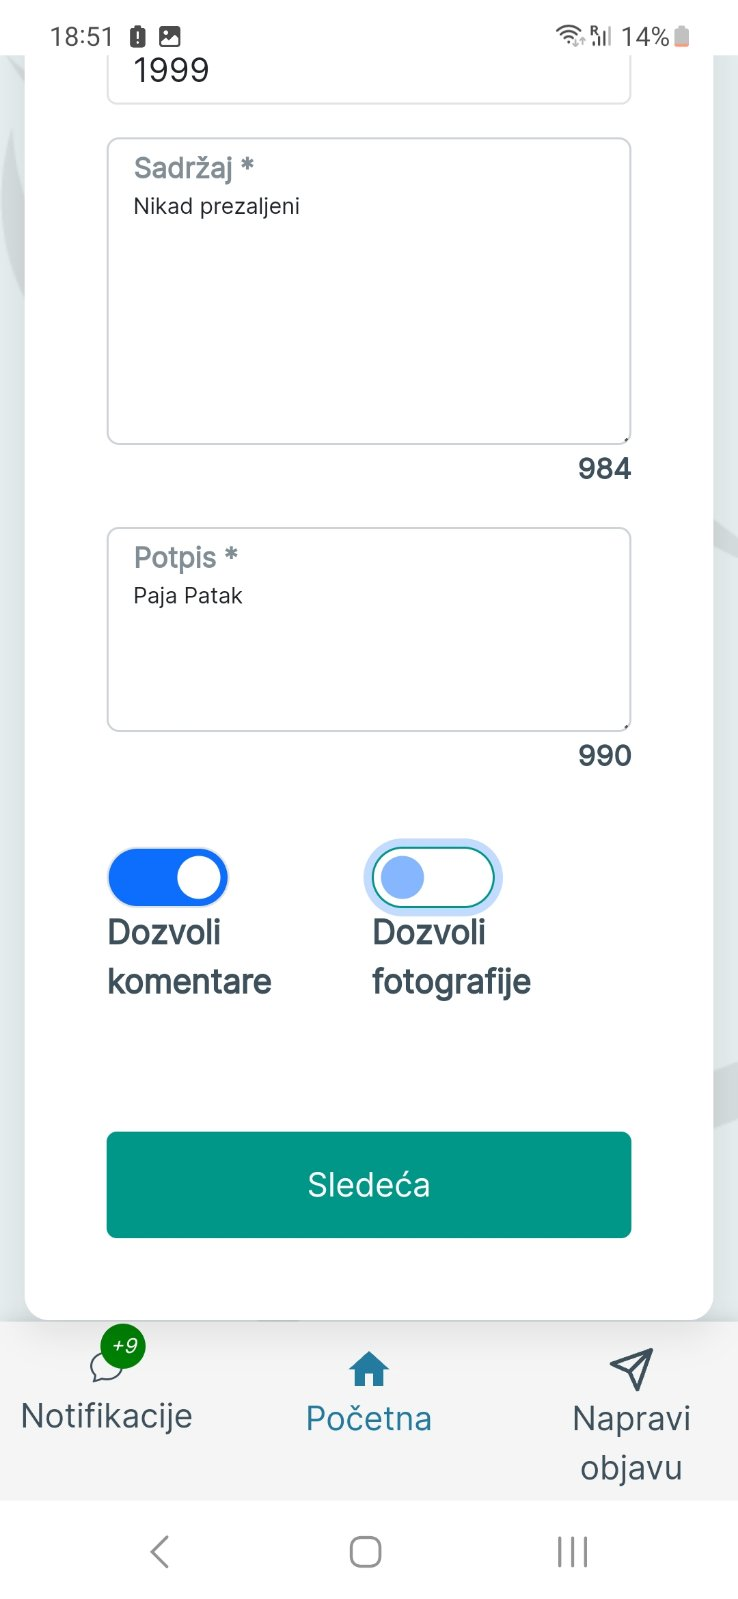 18:51
14%
1999
Sadržaj *
Nikad prezaljeni
984
Potpis *
Paja Patak
990
Dozvoli komentare
Dozvoli fotografije
Sledeća
+9
Notifikacije
Početna
Napravi objavu